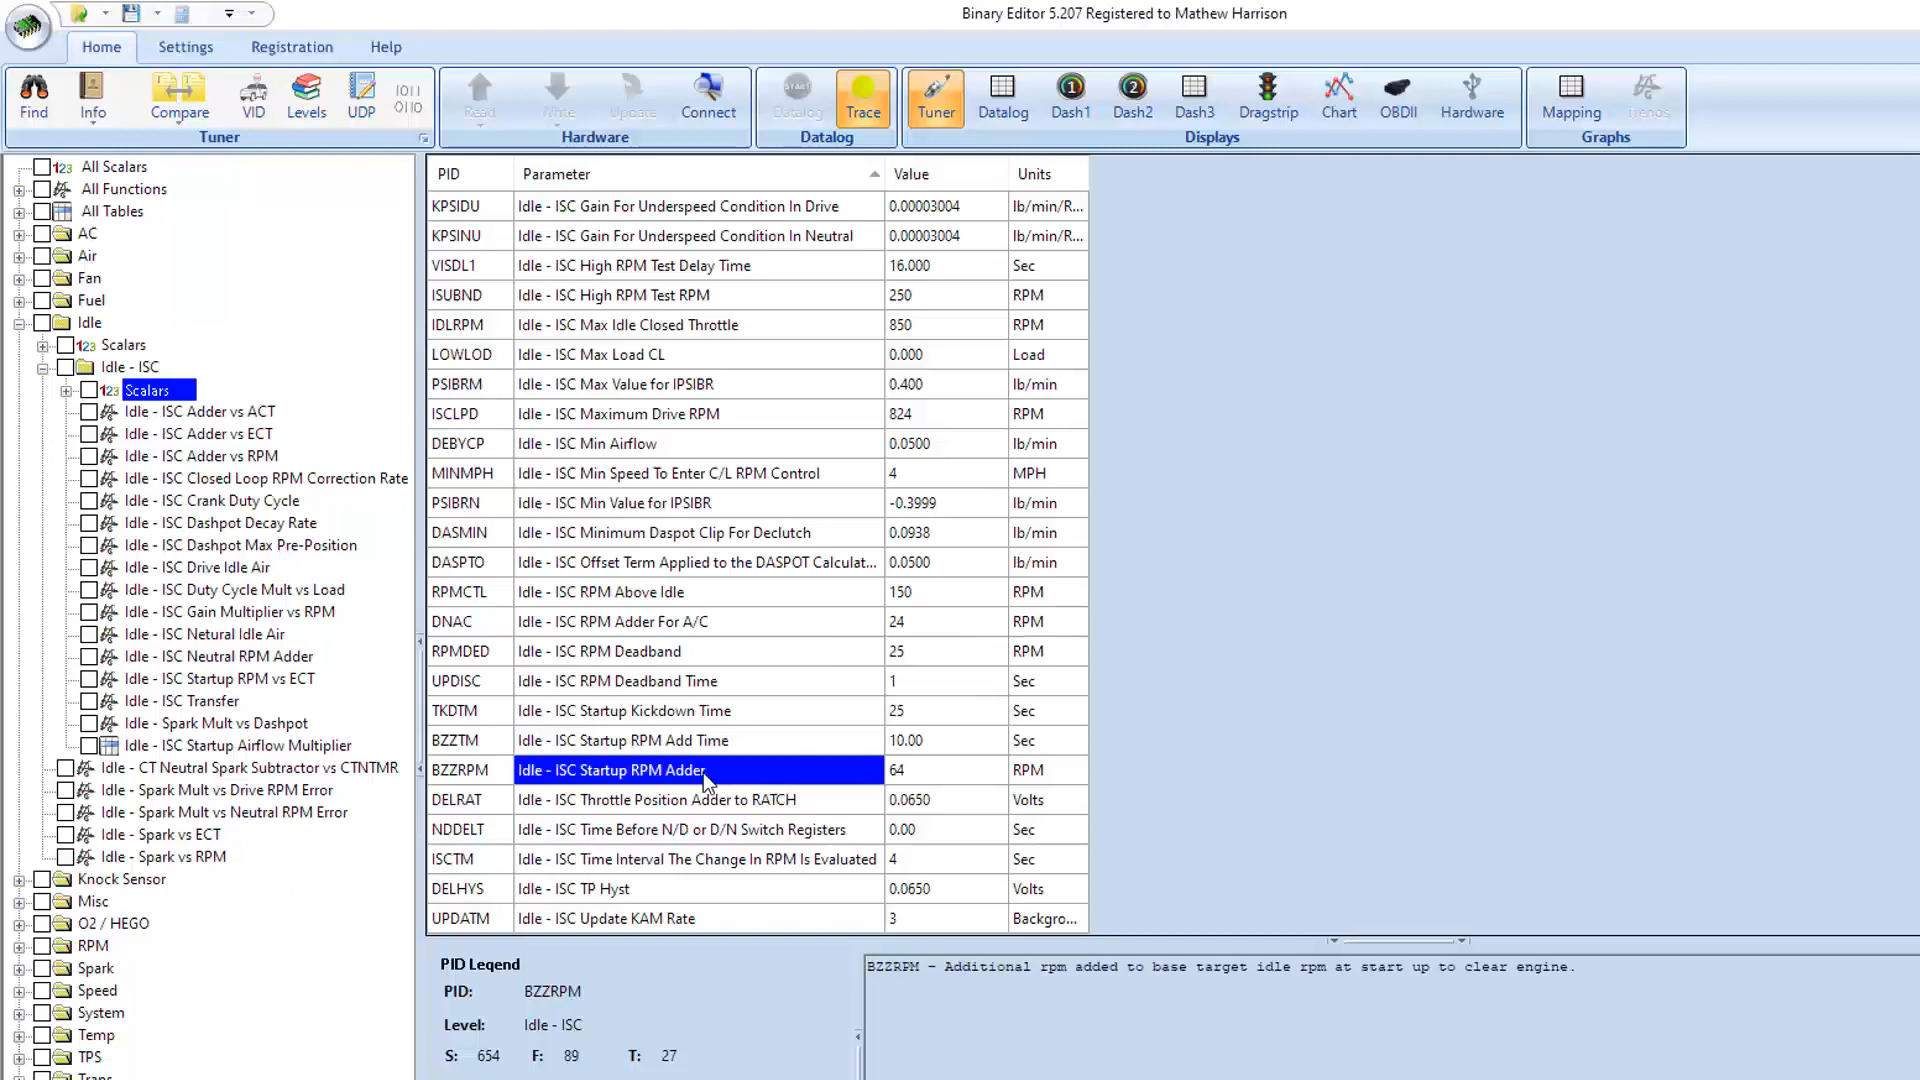 Binary Editor 5.207 Registered to Mathew Harrison
Home Settings Registration Help
Find Info Compare VID Levels UDP 1011 0110
Tuner
Read Write Update Connect
Hardware
Datalog Trace
Datalog
Tuner Datalog Dash1 Dash2 Dash3 Dragstrip Chart OBDII Hardware
Displays
Mapping Trends
Graphs
123 All Scalars
All Functions
All Tables
AC
Air
Fan
Fuel
Idle
123 Scalars
Idle - ISC
123 Scalars
Idle - ISC Adder vs ACT
Idle - ISC Adder vs ECT
Idle - ISC Adder vs RPM
Idle - ISC Closed Loop RPM Correction Rate
Idle - ISC Crank Duty Cycle
Idle - ISC Dashpot Decay Rate
Idle - ISC Dashpot Max Pre-Position
Idle - ISC Drive Idle Air
Idle - ISC Duty Cycle Mult vs Load
Idle - ISC Gain Multiplier vs RPM
Idle - ISC Netural Idle Air
Idle - ISC Neutral RPM Adder
Idle - ISC Startup RPM vs ECT
Idle - ISC Transfer
Idle - Spark Mult vs Dashpot
Idle - ISC Startup Airflow Multiplier
Idle - CT Neutral Spark Subtractor vs CTNTMR
Idle - Spark Mult vs Drive RPM Error
Idle - Spark Mult vs Neutral RPM Error
Idle - Spark vs ECT
Idle - Spark vs RPM
Knock Sensor
Misc
O2 / HEGO
RPM
Spark
Speed
System
Temp
TPS
Trans
PID Parameter Value Units
KPSIDU Idle - ISC Gain For Underspeed Condition In Drive 0.00003004 lb/min/R...
KPSINU Idle - ISC Gain For Underspeed Condition In Neutral 0.00003004 lb/min/R...
VISDL1 Idle - ISC High RPM Test Delay Time 16.000 Sec
ISUBND Idle - ISC High RPM Test RPM 250 RPM
IDLRPM Idle - ISC Max Idle Closed Throttle 850 RPM
LOWLOD Idle - ISC Max Load CL 0.000 Load
PSIBRM Idle - ISC Max Value for IPSIBR 0.400 lb/min
ISCLPD Idle - ISC Maximum Drive RPM 824 RPM
DEBYCP Idle - ISC Min Airflow 0.0500 lb/min
MINMPH Idle - ISC Min Speed To Enter C/L RPM Control 4 MPH
PSIBRN Idle - ISC Min Value for IPSIBR -0.3999 lb/min
DASMIN Idle - ISC Minimum Daspot Clip For Declutch 0.0938 lb/min
DASPTO Idle - ISC Offset Term Applied to the DASPOT Calculat... 0.0500 lb/min
RPMCTL Idle - ISC RPM Above Idle 150 RPM
DNAC Idle - ISC RPM Adder For A/C 24 RPM
RPMDED Idle - ISC RPM Deadband 25 RPM
UPDISC Idle - ISC RPM Deadband Time 1 Sec
TKDTM Idle - ISC Startup Kickdown Time 25 Sec
BZZTM Idle - ISC Startup RPM Add Time 10.00 Sec
BZZRPM Idle - ISC Startup RPM Adder 64 RPM
DELRAT Idle - ISC Throttle Position Adder to RATCH 0.0650 Volts
NDDELT Idle - ISC Time Before N/D or D/N Switch Registers 0.00 Sec
ISCTM Idle - ISC Time Interval The Change In RPM Is Evaluated 4 Sec
DELHYS Idle - ISC TP Hyst 0.0650 Volts
UPDATM Idle - ISC Update KAM Rate 3 Backgro...
PID Legend
PID: BZZRPM
Level: Idle - ISC
S: 654 F: 89 T: 27
BZZRPM - Additional rpm added to base target idle rpm at start up to clear engine.